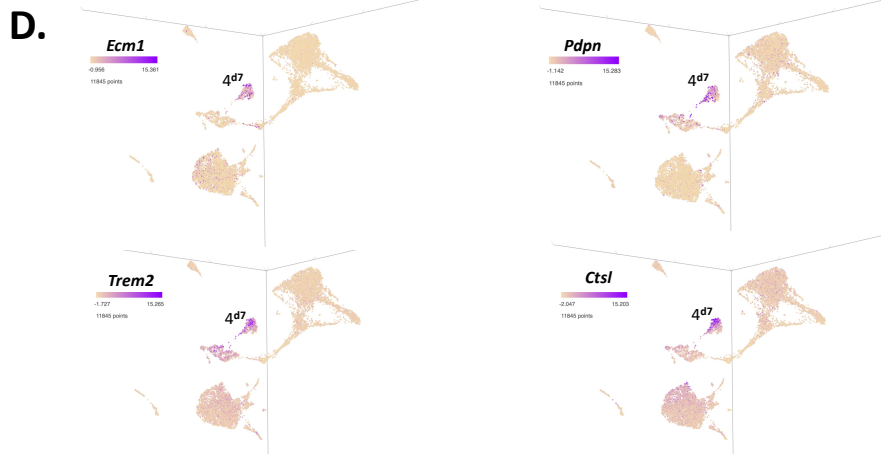 D.
Ecm1
-0.956 15.361
11845 points
4d7
Pdpn
-1.142 15.283
11845 points
4d7
Trem2
-1.727 15.265
11845 points
4d7
Ctsl
-2.047 15.203
11845 points
4d7